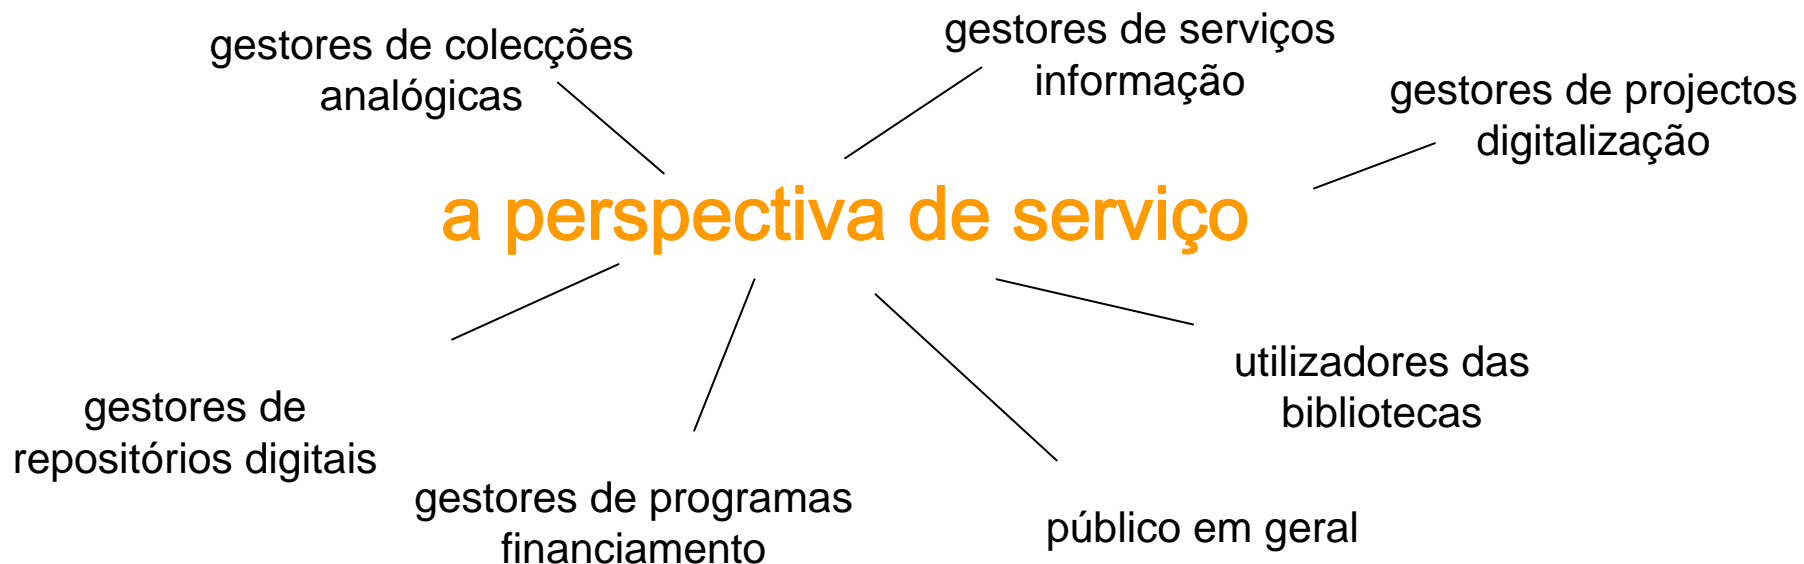 gestores de colecções
analógicas
gestores de serviços
informação
gestores de projectos
digitalização
a perspectiva de serviço
gestores de
repositórios digitais
gestores de programas
financiamento
público em geral
utilizadores das
bibliotecas